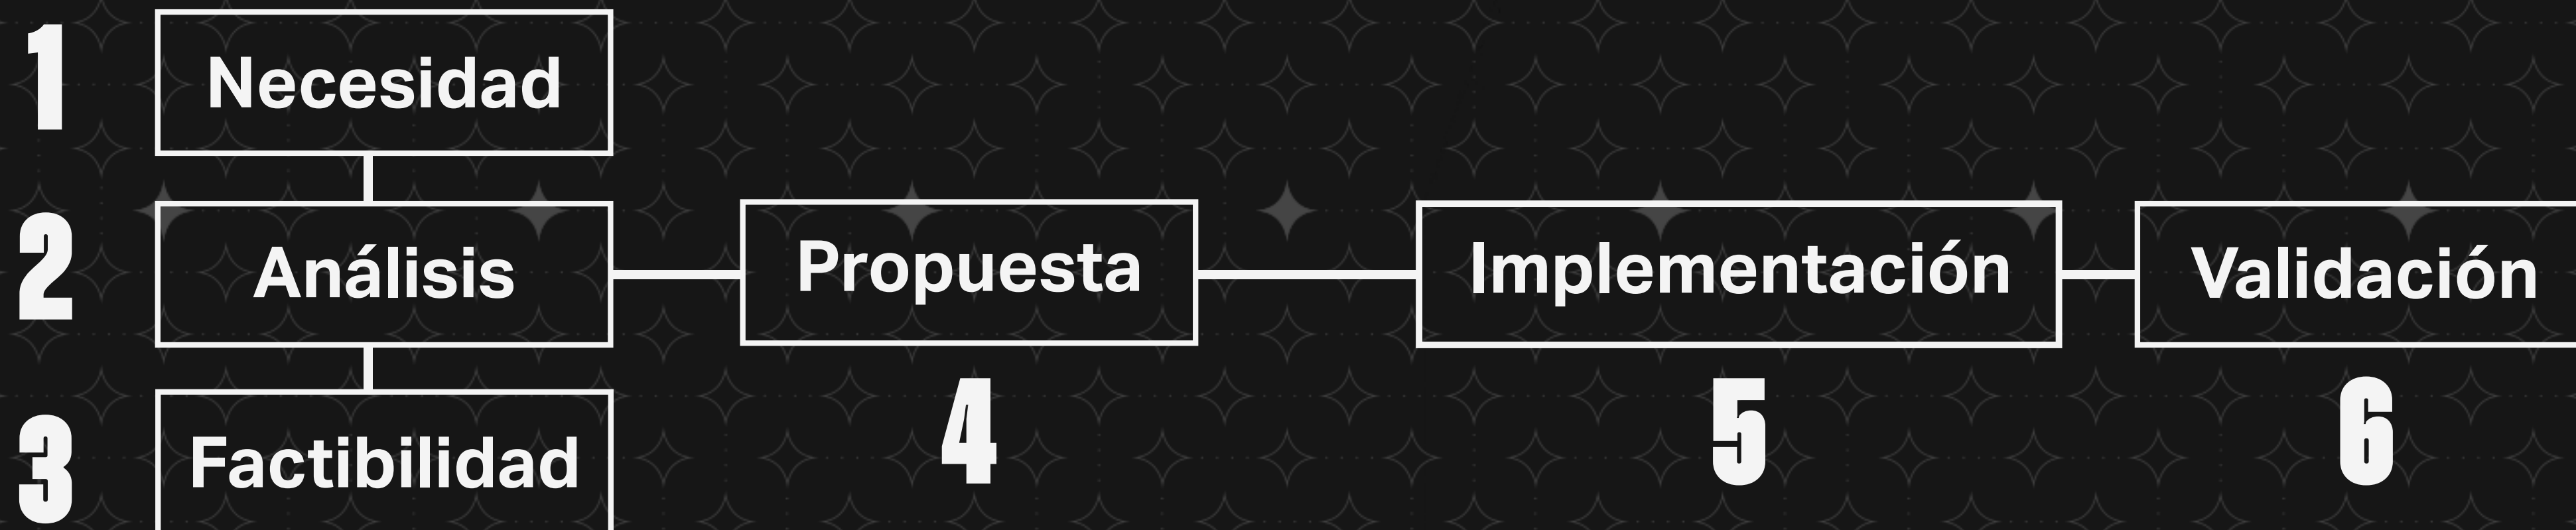 1
Necesidad
2
Análisis
Propuesta
Implementación
Validación
3
Factibilidad
4
5
6